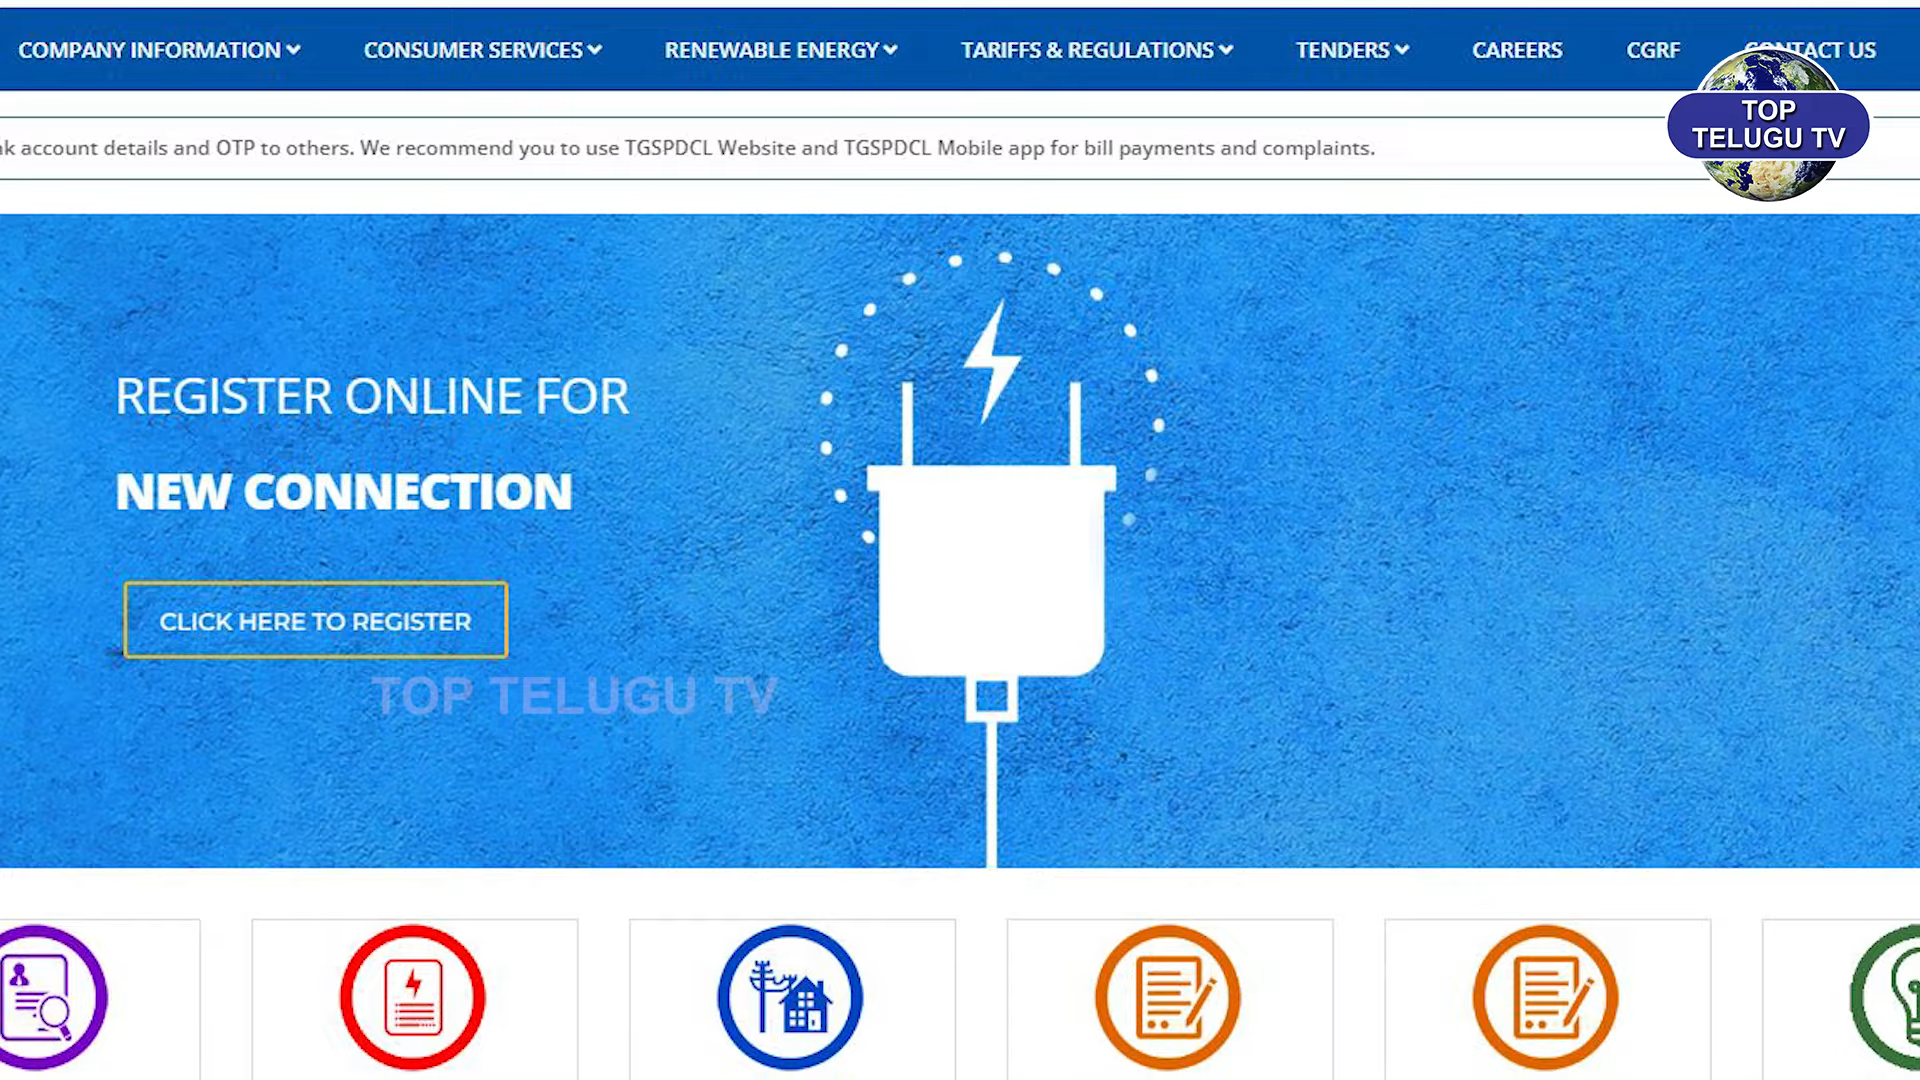 COMPANY INFORMATION
CONSUMER SERVICES
RENEWABLE ENERGY
TARIFFS & REGULATIONS
TENDERS
CAREERS
CGRF
CONTACT US
TOP
TELUGU TV
account details and OTP to others. We recommend you to use TGSPDCL Website and TGSPDCL Mobile app for bill payments and complaints.
REGISTER ONLINE FOR
NEW CONNECTION
CLICK HERE TO REGISTER
TOP TELUGU TV